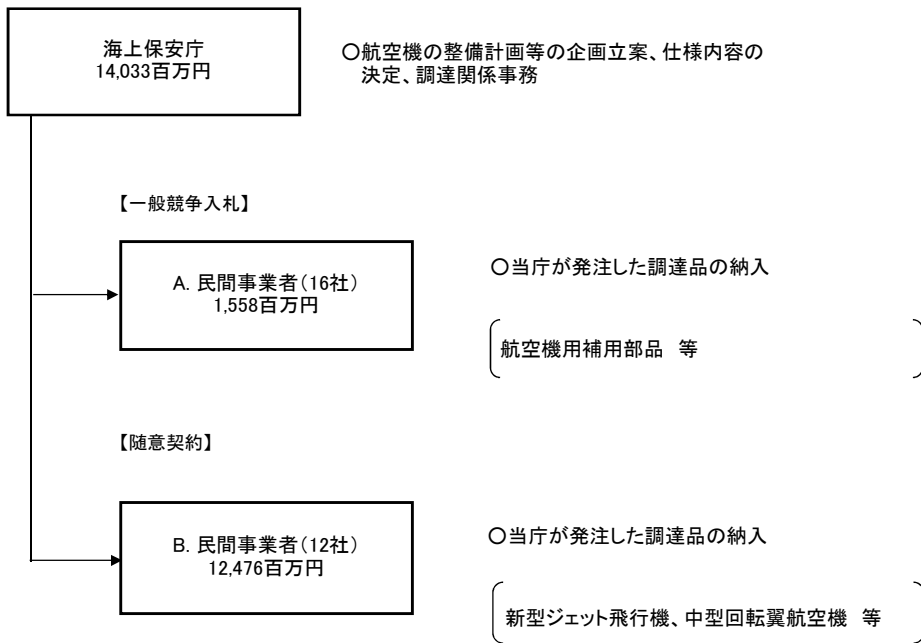 海上保安庁
14,033百万円
○航空機の整備計画等の企画立案、仕様内容の
決定、調達関係事務
【一般競争入札】
A. 民間事業者(16社)
1,558百万円
○当庁が発注した調達品の納入
航空機用補用部品　等
【随意契約】
B. 民間事業者(12社)
12,476百万円
○当庁が発注した調達品の納入
新型ジェット飛行機、中型回転翼航空機　等